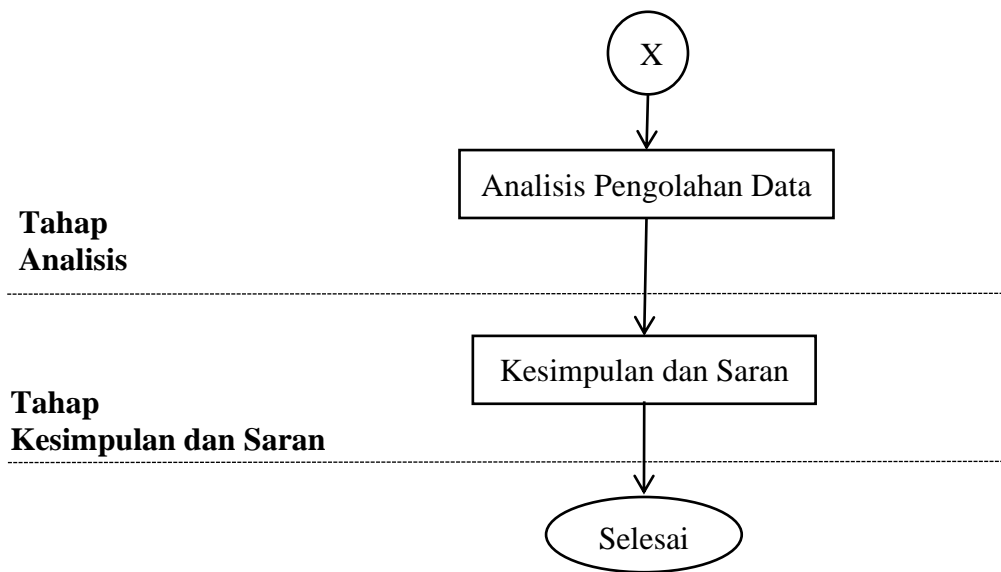 X
Analisis Pengolahan Data
Tahap
Analisis
Kesimpulan dan Saran
Tahap
Kesimpulan dan Saran
Selesai